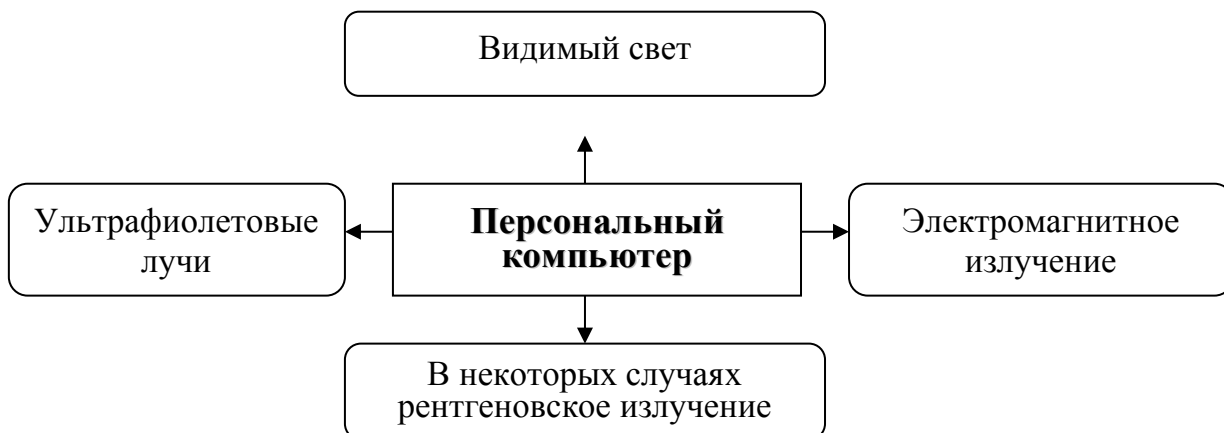 Видимый свет
Ультрафиолетовые
лучи
Персональный
компьютер
Электромагнитное
излучение
В некоторых случаях
рентгеновское излучение